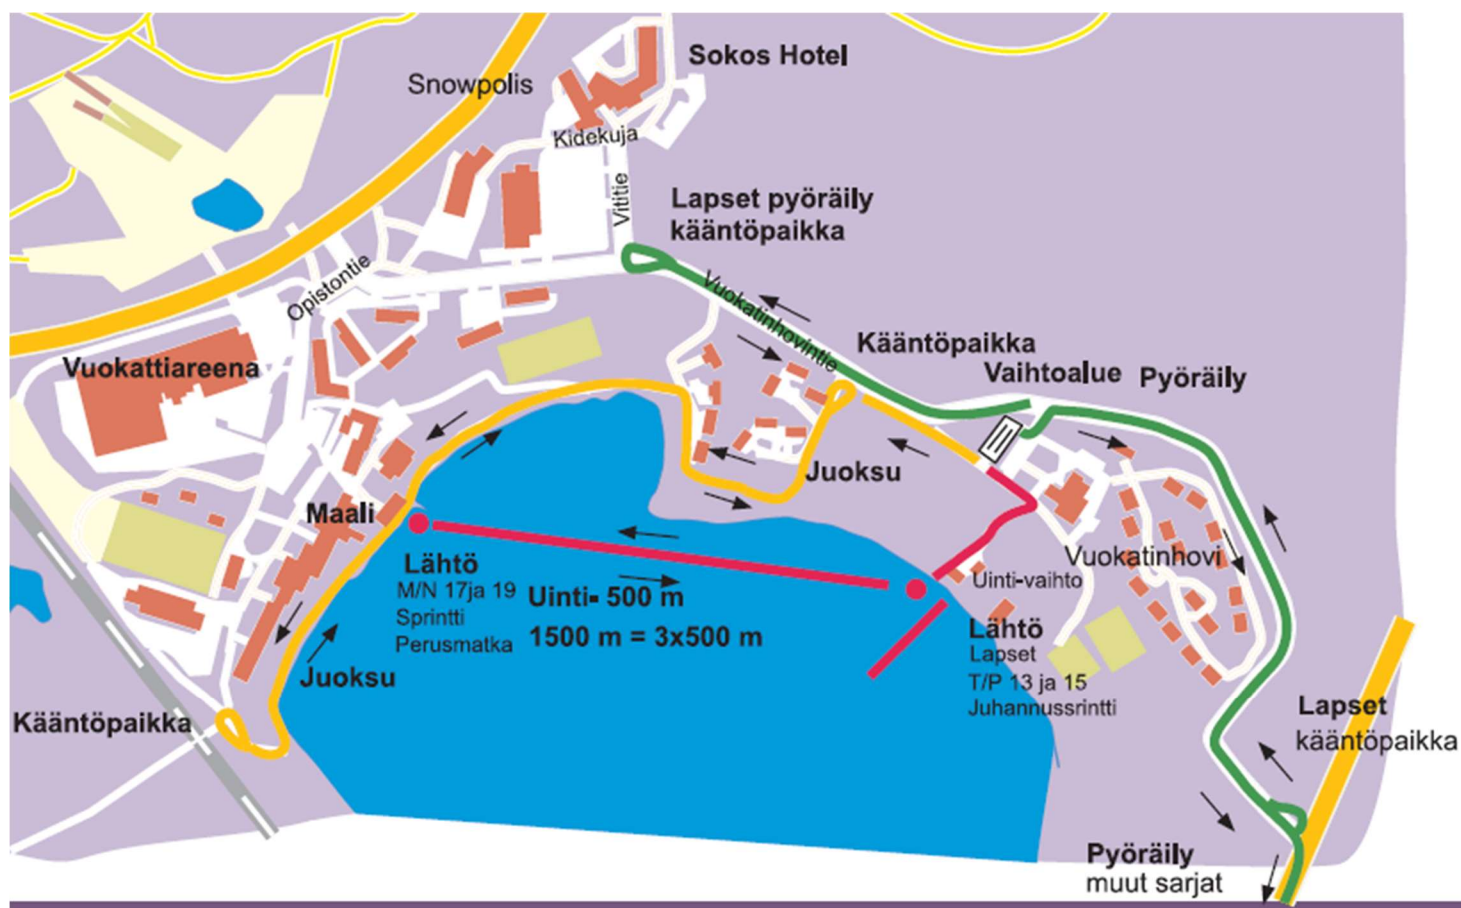 Sokos Hotel
Snowpolis
Kidekuja
Vititie
Lapset pyöräily
kääntöpaikka
Opistontie
Vuokatinhovintie
Kääntöpaikka
Vaihtoalue
Pyöräily
Vuokattiareena
Juoksu
Maali
Lähtö
M/N 17ja 19
Sprintti
Perusmatka
Uinti- 500 m
1500 m = 3x500 m
Vuokatinhovi
Uinti-vaihto
Lähtö
Lapset
T/P 13 ja 15
Juhannussrintti
Juoksu
Kääntöpaikka
Lapset
kääntöpaikka
Pyöräily
muut sarjat